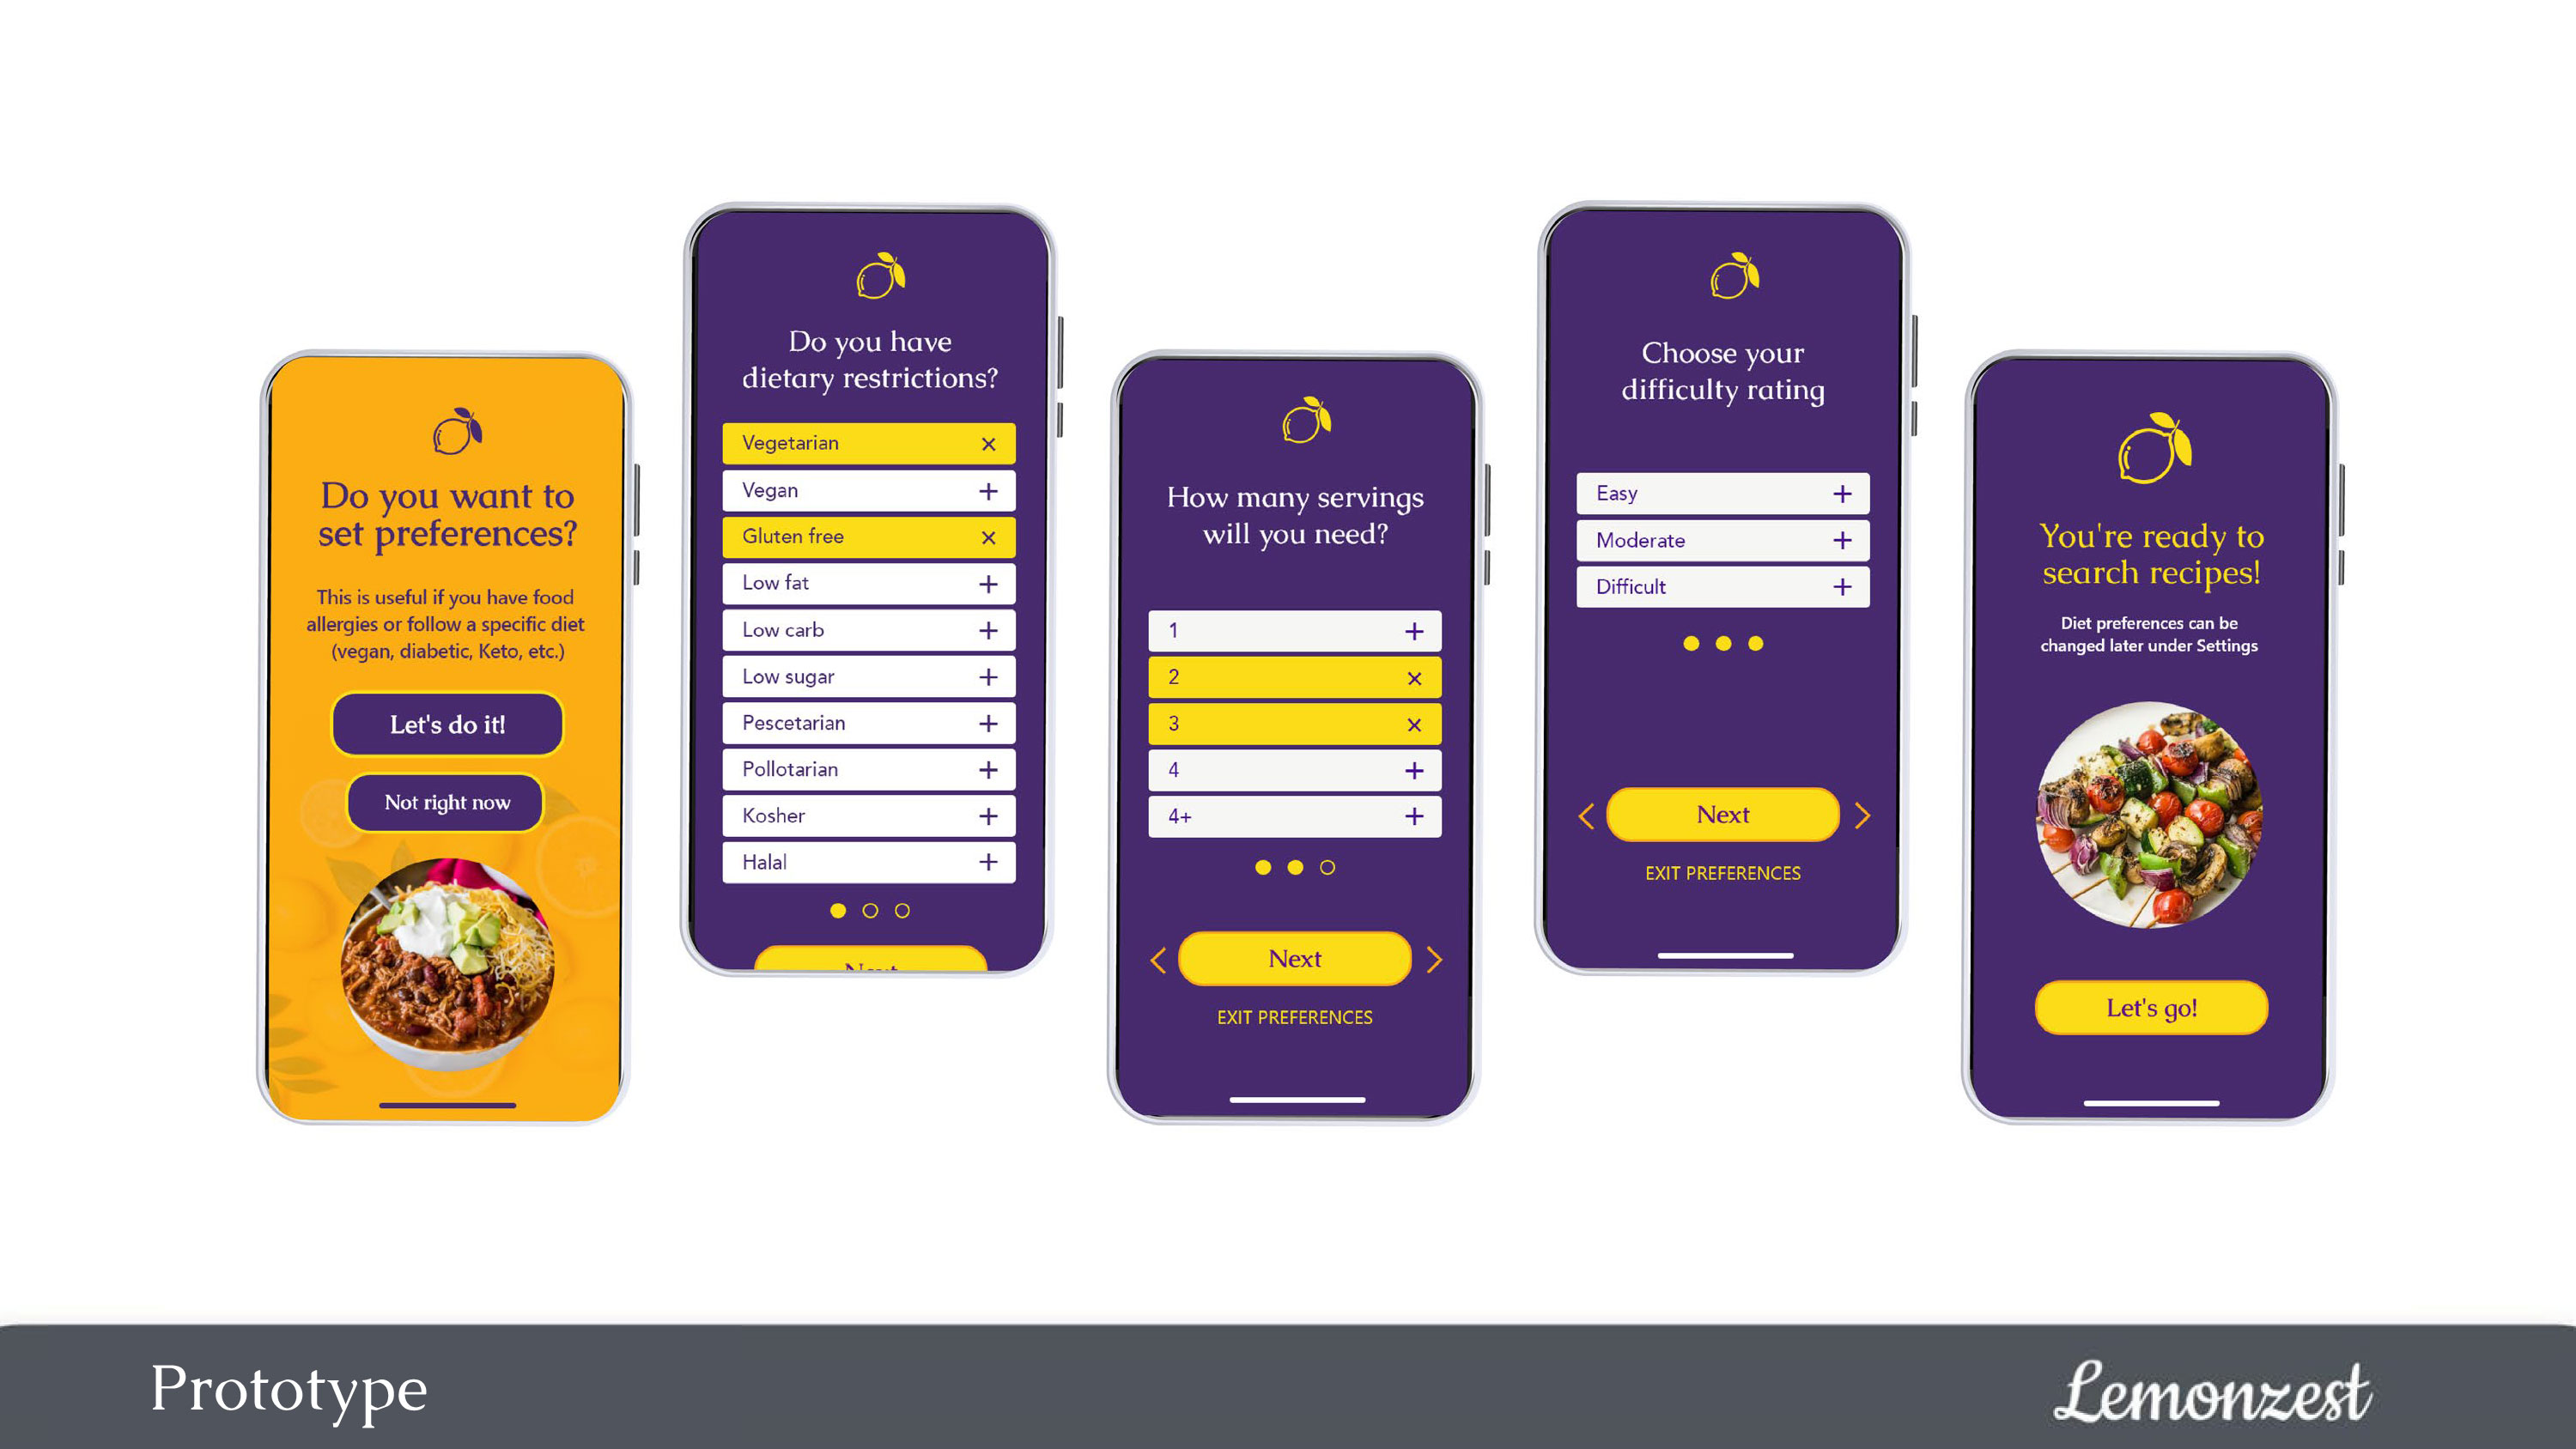 Do you want to
set preferences?
This is useful if you have food
allergies or follow a specific diet
(vegan, diabetic, Keto, etc.)
Let's do it!
Not right now
Do you have
dietary restrictions?
Vegetarian ×
Vegan +
Gluten free ×
Low fat +
Low carb +
Low sugar +
Pescetarian +
Pollotarian +
Kosher +
Halal +
Next
How many servings
will you need?
1 +
2 ×
3 ×
4 +
4+ +
< Next >
EXIT PREFERENCES
Choose your
difficulty rating
Easy +
Moderate +
Difficult +
< Next >
EXIT PREFERENCES
You're ready to
search recipes!
Diet preferences can be
changed later under Settings
Let's go!
Prototype
Lemonzest